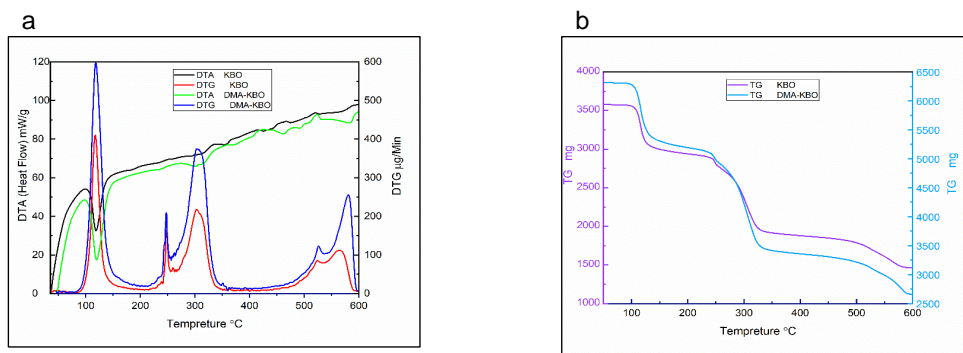 a
120
100
80
60
40
20
0
600
500
400
300
200
100
0
100 200 300 400 500 600
DTA (Heat Flow) mW/g
DTG µg/Min
Tempreture °C
DTA KBO
DTG KBO
DTA DMA-KBO
DTG DMA-KBO
b
4000
3500
3000
2500
2000
1500
1000
6500
6000
5500
5000
4500
4000
3500
3000
2500
100 200 300 400 500 600
TG mg
TG mg
Tempreture °C
TG KBO
TG DMA-KBO